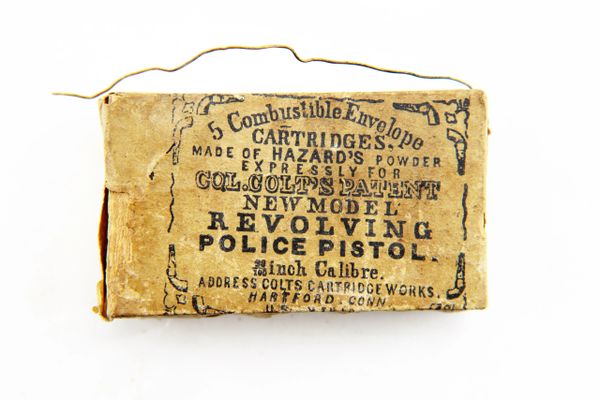 5 Combustible Envelope
CARTRIDGES.
MADE OF HAZARD'S POWDER
EXPRESSLY FOR
COL. COLT'S PATENT
NEW MODEL
REVOLVING
POLICE PISTOL.
inch Calibre.
ADDRESS COLTS CARTRIDGE WORKS,
HARTFORD. CONN